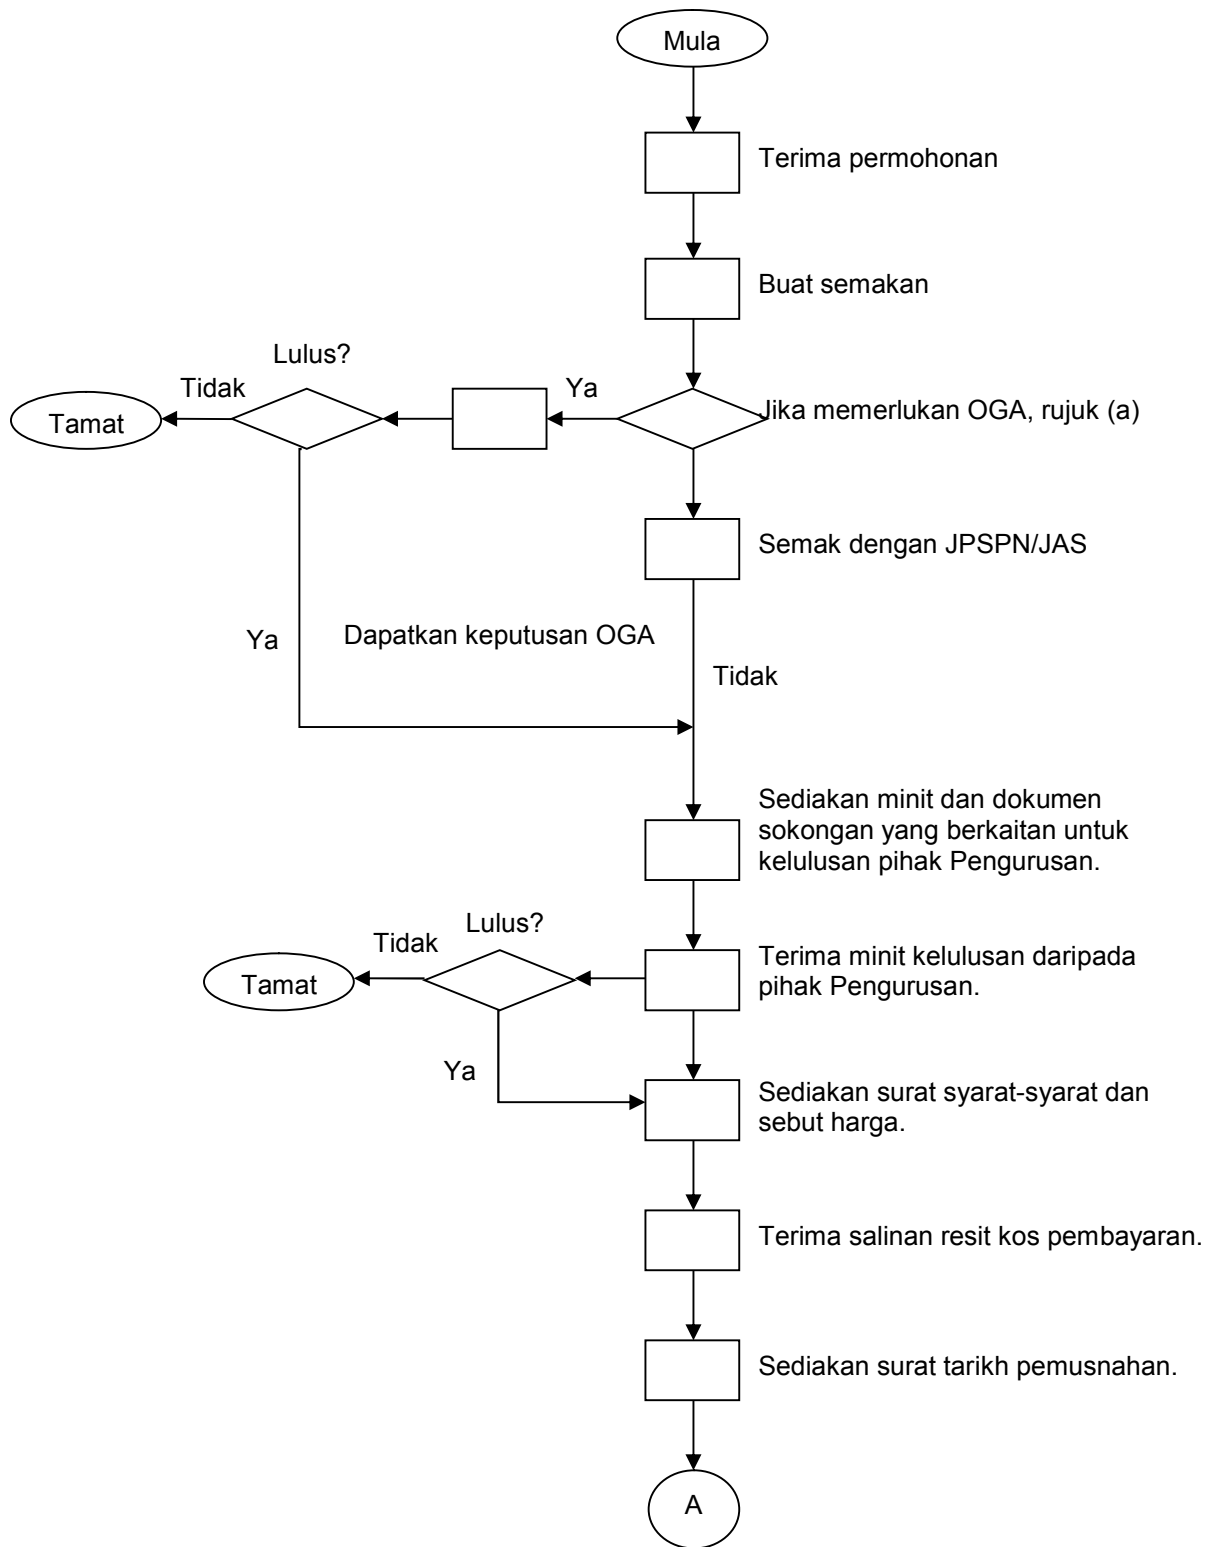 Mula
Terima permohonan
Buat semakan
Lulus?
Tidak
Ya
Tamat
Jika memerlukan OGA, rujuk (a)
Semak dengan JPSPN/JAS
Ya
Dapatkan keputusan OGA
Tidak
Sediakan minit dan dokumen
sokongan yang berkaitan untuk
kelulusan pihak Pengurusan.
Lulus?
Tidak
Tamat
Terima minit kelulusan daripada
pihak Pengurusan.
Ya
Sediakan surat syarat-syarat dan
sebut harga.
Terima salinan resit kos pembayaran.
Sediakan surat tarikh pemusnahan.
A